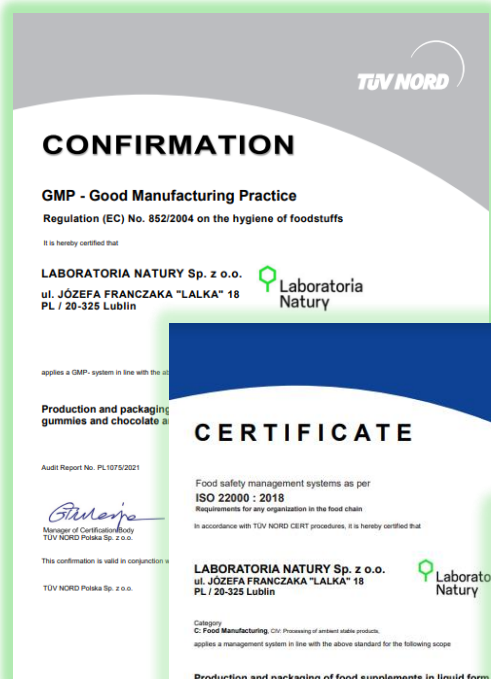 TÜV NORD
CONFIRMATION
GMP - Good Manufacturing Practice
Regulation (EC) No. 852/2004 on the hygiene of foodstuffs
It is hereby certified that
LABORATORIA NATURY Sp. z o.o.
ul. JÓZEFA FRANCZAKA "LALKA" 18
PL / 20-325 Lublin
Laboratoria
Natury
applies a GMP- system in line with the
Production and packaging
gummies and chocolate
Audit Report No. PL1075/2021
Manager of Certification Body
TÜV NORD Polska Sp. z o.o.
This confirmation is valid in conjunction
TÜV NORD Polska Sp. z o.o.
CERTIFICATE
Food safety management systems as per
ISO 22000 : 2018
Requirements for any organization in the food chain
In accordance with TÜV NORD CERT procedures, it is hereby certified that
LABORATORIA NATURY Sp. z o.o.
ul. JÓZEFA FRANCZAKA "LALKA" 18
PL / 20-325 Lublin
Laborato
Natury
Category
C: Food Manufacturing, CIV: Processing of ambient stable products,
applies a management system in line with the above standard for the following scope
Production and packaging of food supplements in liquid form